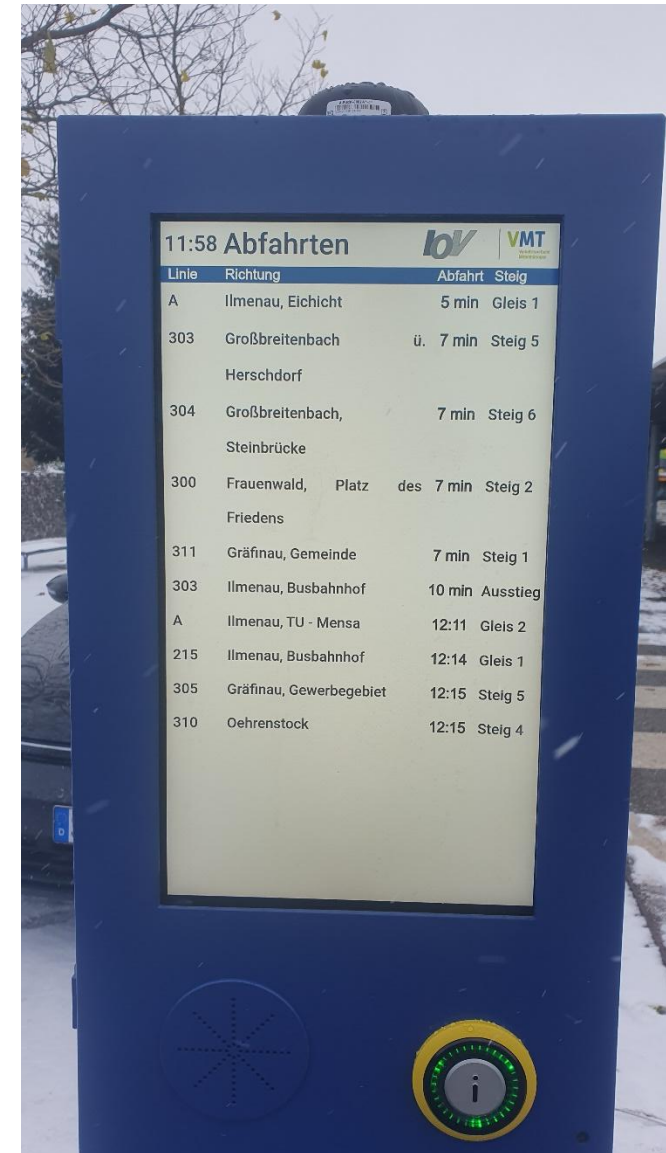 11:58 Abfahrten IOV VMT
Linie Richtung Abfahrt Steig
A Ilmenau, Eichicht 5 min Gleis 1
303 Großbreitenbach ü. 7 min Steig 5
Herschdorf
304 Großbreitenbach, 7 min Steig 6
Steinbrücke
300 Frauenwald, Platz des 7 min Steig 2
Friedens
311 Gräfinau, Gemeinde 7 min Steig 1
303 Ilmenau, Busbahnhof 10 min Ausstieg
A Ilmenau, TU - Mensa 12:11 Gleis 2
215 Ilmenau, Busbahnhof 12:14 Gleis 1
305 Gräfinau, Gewerbegebiet 12:15 Steig 5
310 Oehrenstock 12:15 Steig 4
D
i